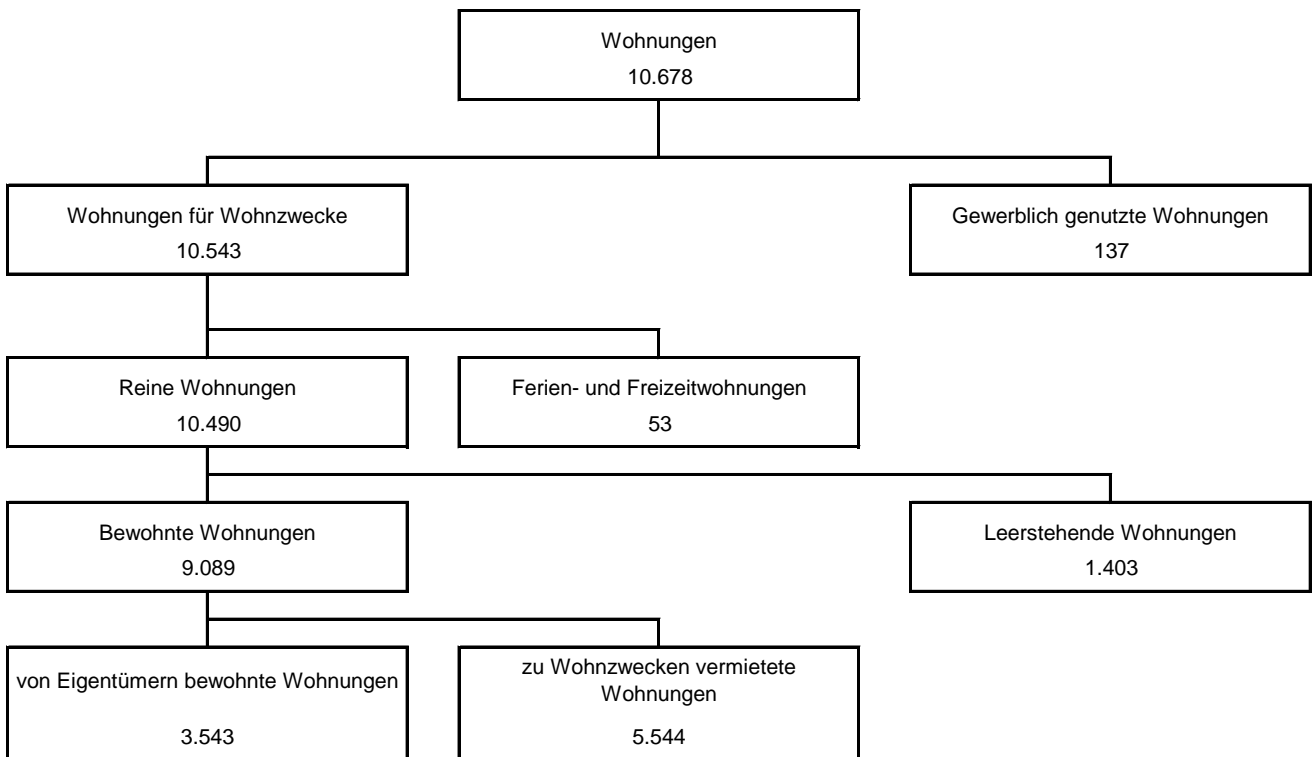 Wohnungen
10.678
Wohnungen für Wohnzwecke
10.543
Gewerblich genutzte Wohnungen
137
Reine Wohnungen
10.490
Ferien- und Freizeitwohnungen
53
Bewohnte Wohnungen
9.089
Leerstehende Wohnungen
1.403
von Eigentümern bewohnte Wohnungen
3.543
zu Wohnzwecken vermietete
Wohnungen
5.544